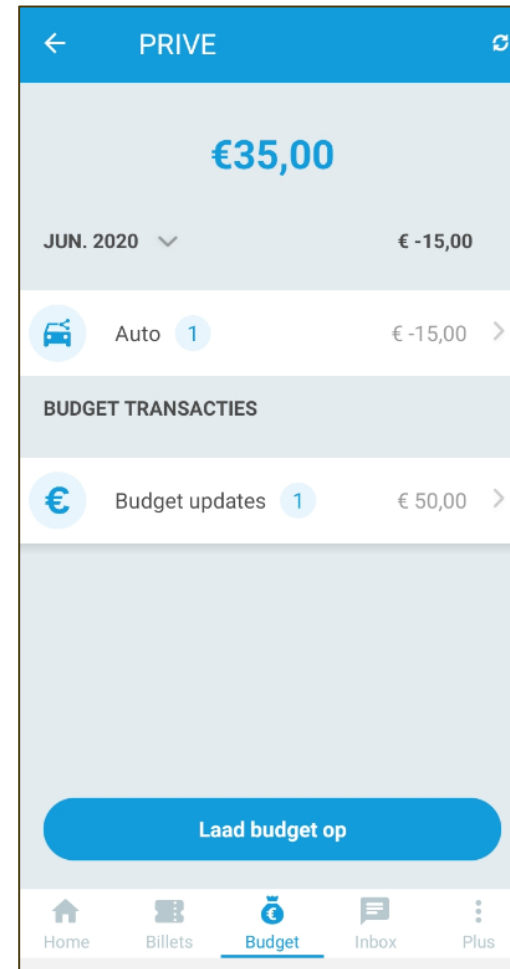 PRIVE
€35,00
JUN. 2020 € -15,00
Auto 1 € -15,00
BUDGET TRANSACTIES
€ Budget updates 1 € 50,00
Laad budget op
Home Billets Budget Inbox Plus